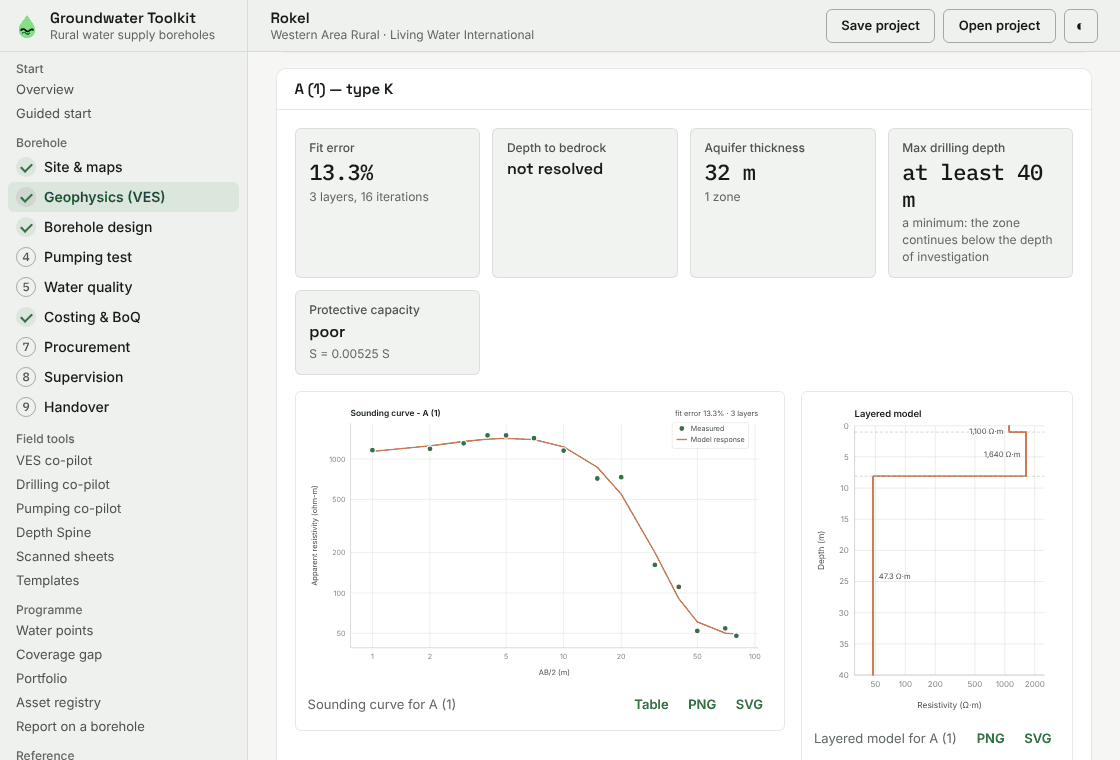 Groundwater Toolkit
Rural water supply boreholes
Rokel
Western Area Rural · Living Water International
Save project
Open project
Start
Overview
Guided start
Borehole
Site & maps
Geophysics (VES)
Borehole design
4 Pumping test
5 Water quality
Costing & BoQ
7 Procurement
8 Supervision
9 Handover
Field tools
VES co-pilot
Drilling co-pilot
Pumping co-pilot
Depth Spine
Scanned sheets
Templates
Programme
Water points
Coverage gap
Portfolio
Asset registry
Report on a borehole
Reference
A (1) — type K
Fit error
13.3%
3 layers, 16 iterations
Depth to bedrock
not resolved
Aquifer thickness
32 m
1 zone
Max drilling depth
at least 40
m
a minimum: the zone
continues below the depth
of investigation
Protective capacity
poor
S = 0.00525 S
Sounding curve - A (1)
fit error 13.3% · 3 layers
Measured
Model response
Apparent resistivity (ohm-m)
1000
500
200
100
50
1 2 5 10 20 50 100
AB/2 (m)
Sounding curve for A (1)
Table PNG SVG
Layered model
1,100 Ω·m
1,640 Ω·m
47.3 Ω·m
Depth (m)
0
5
10
15
20
25
30
35
40
50 100 200 500 1000 2000
Resistivity (Ω·m)
Layered model for A (1)
PNG SVG